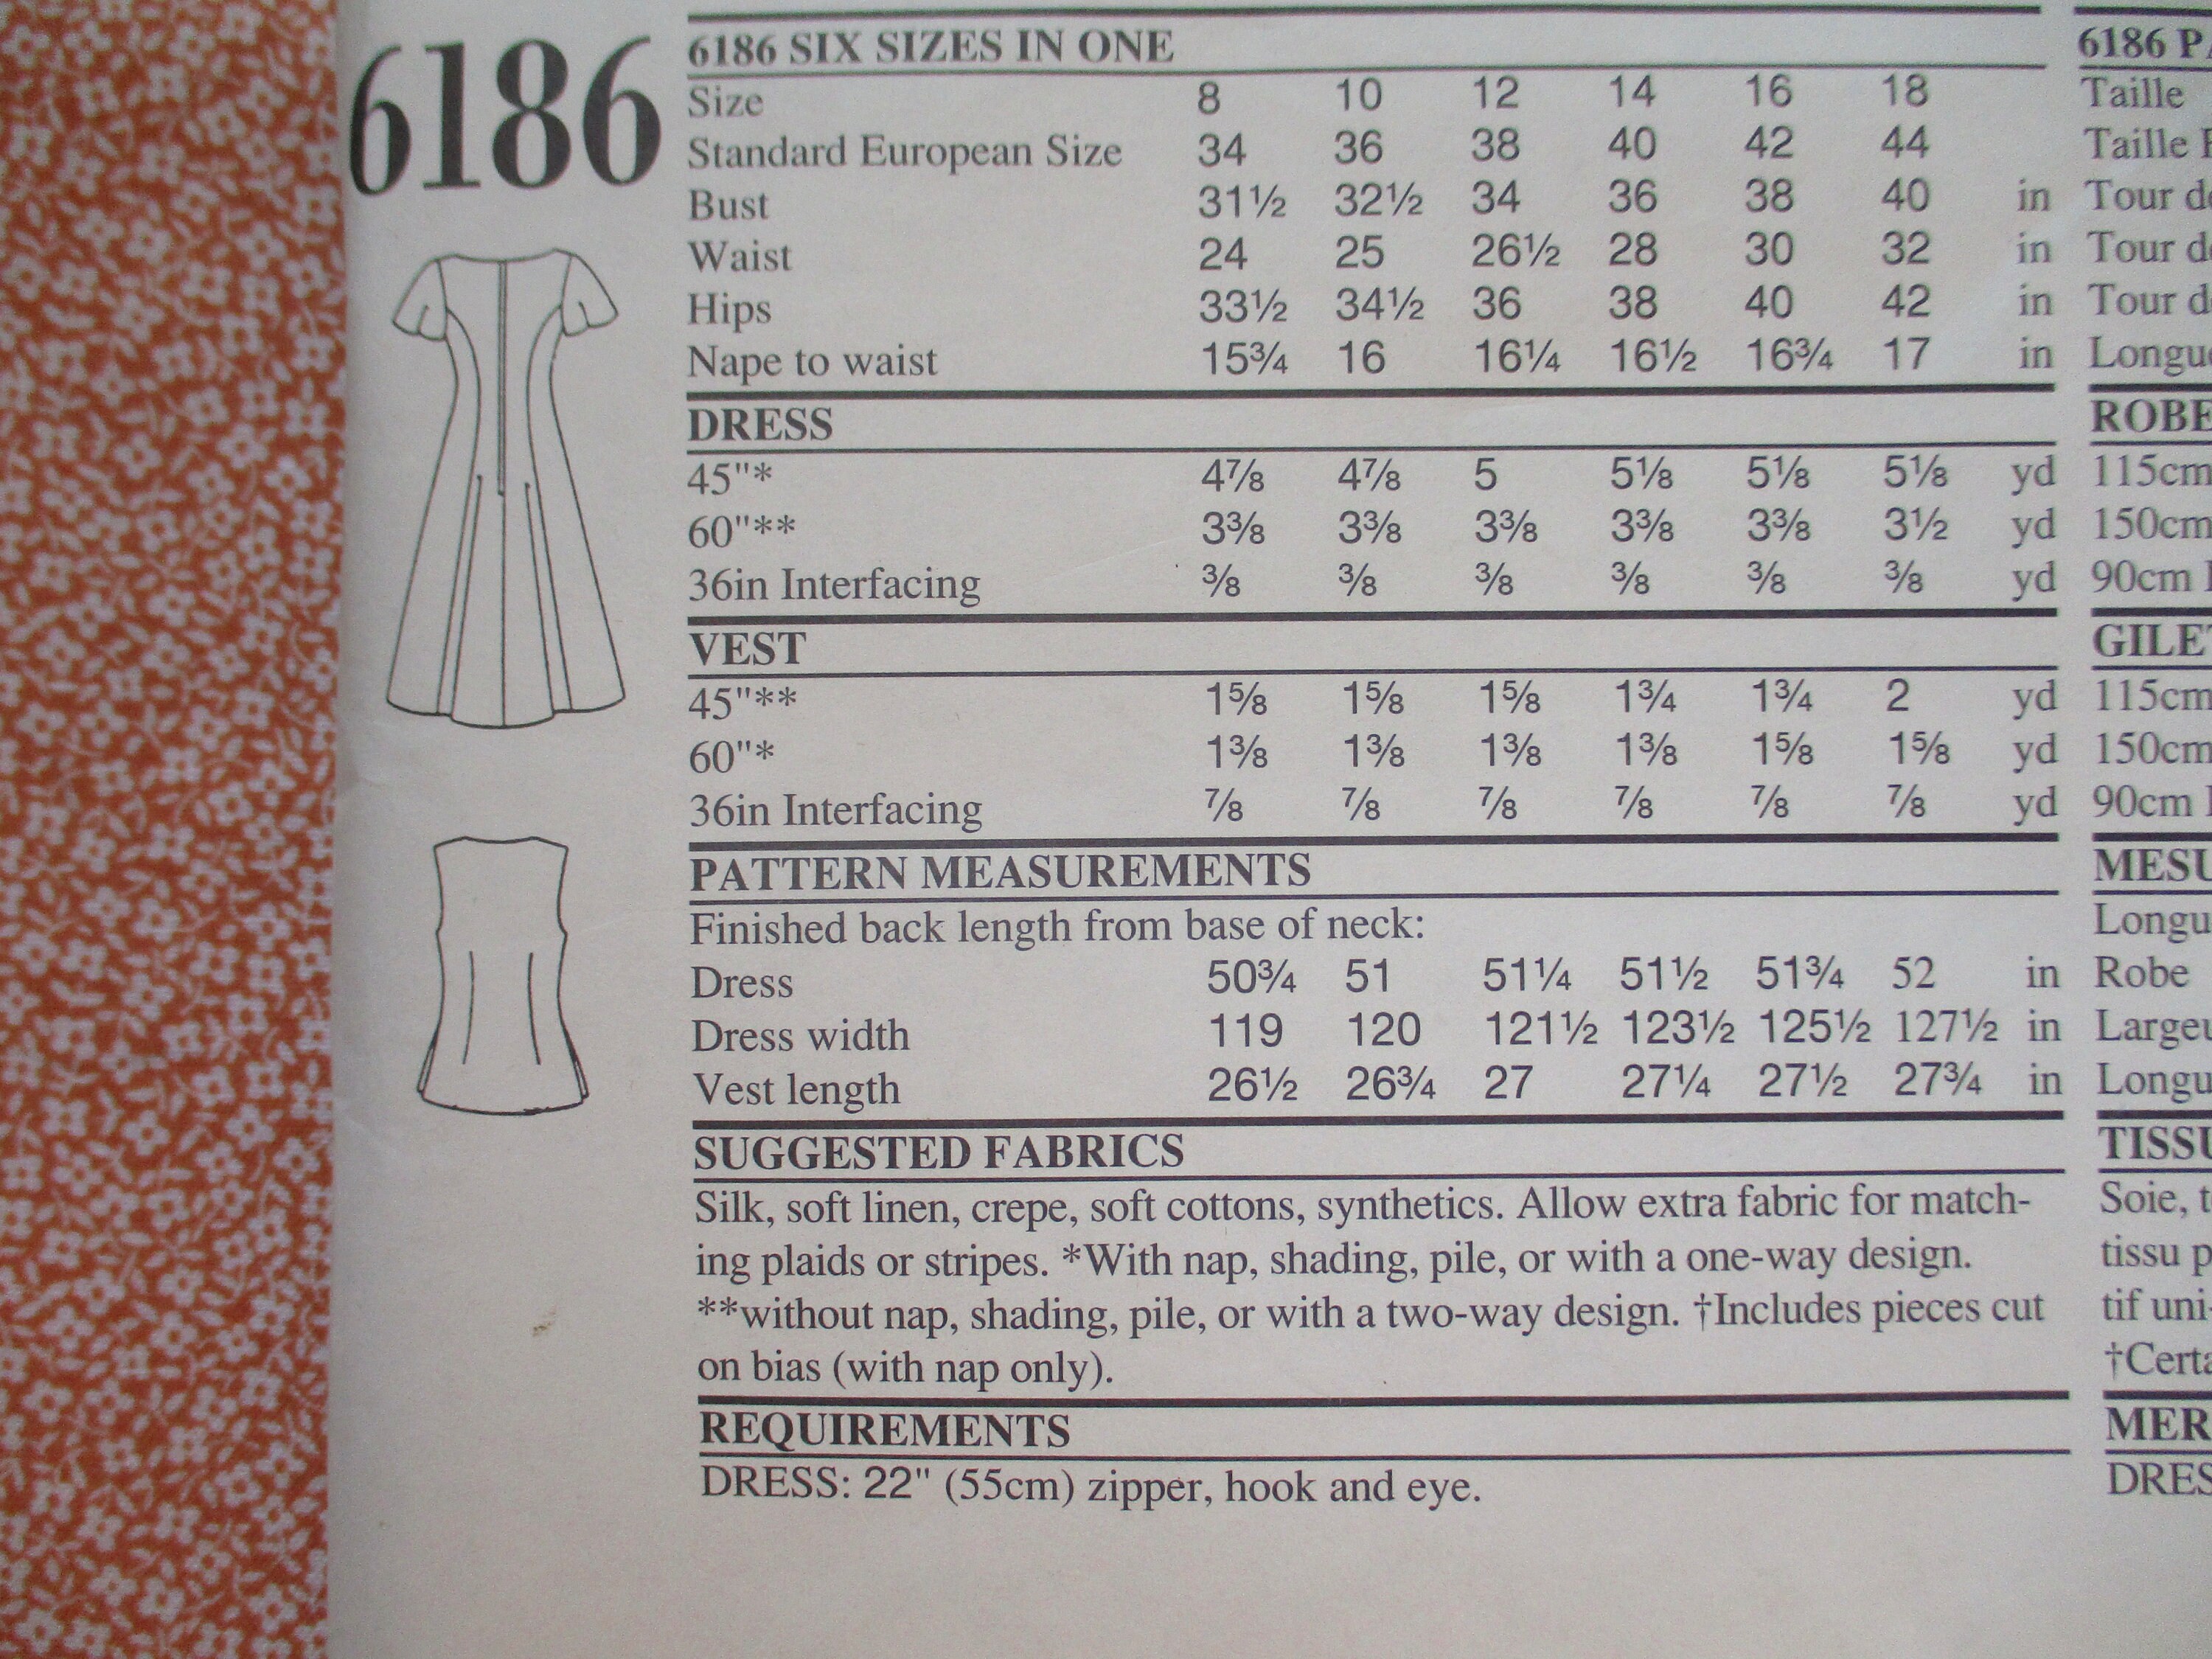 6186
6186 SIX SIZES IN ONE
Size 8 10 12 14 16 18
Standard European Size 34 36 38 40 42 44
Bust 31½ 32½ 34 36 38 40 in
Waist 24 25 26½ 28 30 32 in
Hips 33½ 34½ 36 38 40 42 in
Nape to waist 15¾ 16 16¼ 16½ 16¾ 17 in
DRESS
45"* 4⅞ 4⅞ 5 5⅛ 5⅛ 5⅛ yd
60"** 3⅜ 3⅜ 3⅜ 3⅜ 3⅜ 3½ yd
36in Interfacing ⅜ ⅜ ⅜ ⅜ ⅜ ⅜ yd
VEST
45"** 1⅝ 1⅝ 1⅝ 1¾ 1¾ 2 yd
60"* 1⅜ 1⅜ 1⅜ 1⅜ 1⅝ 1⅝ yd
36in Interfacing ⅞ ⅞ ⅞ ⅞ ⅞ ⅞ yd
PATTERN MEASUREMENTS
Finished back length from base of neck:
Dress 50¾ 51 51¼ 51½ 51¾ 52 in
Dress width 119 120 121½ 123½ 125½ 127½ in
Vest length 26½ 26¾ 27 27¼ 27½ 27¾ in
SUGGESTED FABRICS
Silk, soft linen, crepe, soft cottons, synthetics. Allow extra fabric for match-
ing plaids or stripes. *With nap, shading, pile, or with a one-way design.
**without nap, shading, pile, or with a two-way design. †Includes pieces cut
on bias (with nap only).
REQUIREMENTS
DRESS: 22" (55cm) zipper, hook and eye.
6186
Taille
Taille
Tour
Tour
Tour
ROBE
115cm
150cm
90cm
115cm
150cm
90cm
Robe
Soie,
tissu
tif